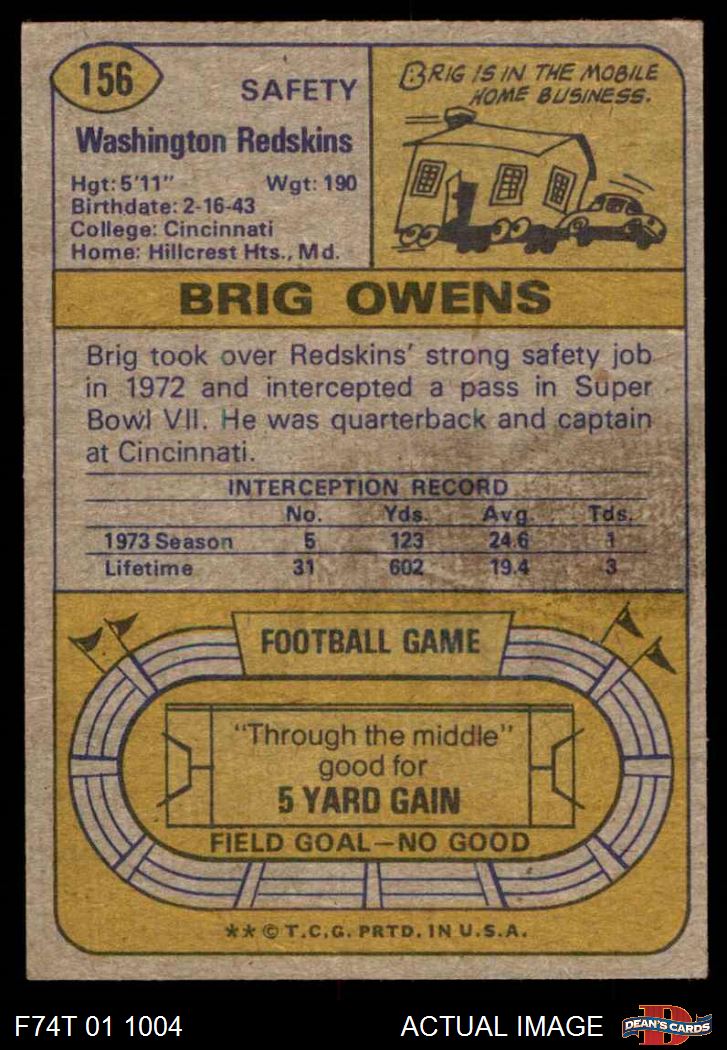 156
SAFETY
Washington Redskins
Hgt: 5'11" Wgt: 190
Birthdate: 2-16-43
College: Cincinnati
Home: Hillcrest Hts., Md.
BRIG IS IN THE MOBILE
HOME BUSINESS.
BRIG OWENS
Brig took over Redskins' strong safety job
in 1972 and intercepted a pass in Super
Bowl VII. He was quarterback and captain
at Cincinnati.
INTERCEPTION RECORD
No. Yds. Avg. Tds.
1973 Season 5 123 24.6 1
Lifetime 31 602 19.4 3
FOOTBALL GAME
"Through the middle"
good for
5 YARD GAIN
FIELD GOAL—NO GOOD
** © T.C.G. PRTD. IN U.S.A.
F74T 01 1004 ACTUAL IMAGE
D
DEAN'S CARDS